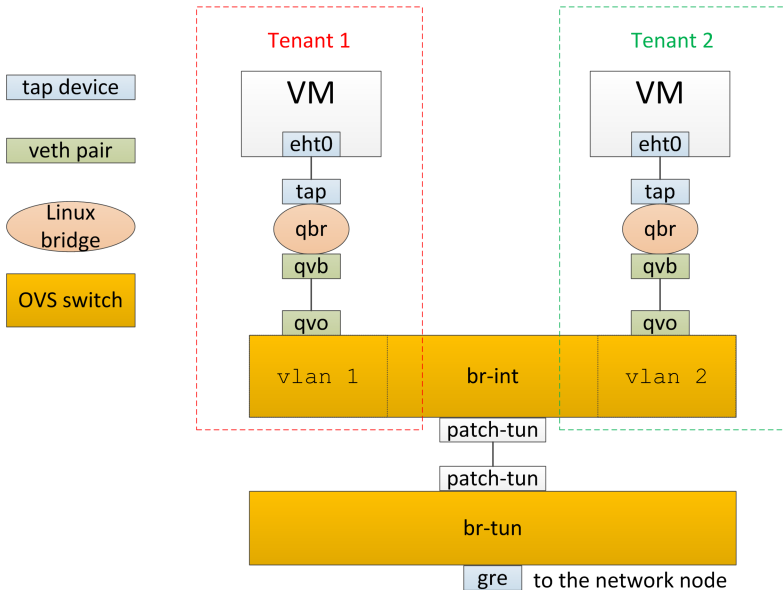 Tenant 1
Tenant 2
tap device
VM
VM
veth pair
eht0
eht0
tap
tap
Linux
bridge
qbr
qbr
qvb
qvb
OVS switch
qvo
qvo
vlan 1
br-int
vlan 2
patch-tun
patch-tun
br-tun
gre
to the network node